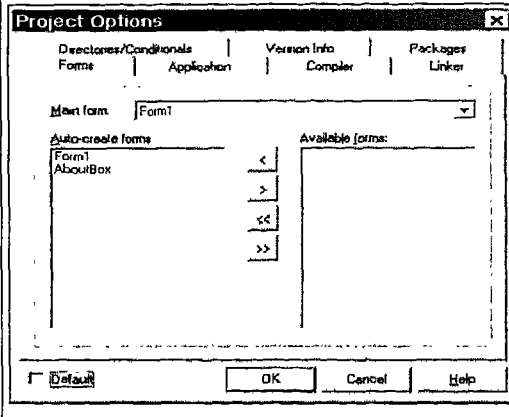 Project Options
Directories/Conditionals Version Info Packages
Forms Application Compiler Linker
Main form: Form1
Auto-create forms Available forms:
Form1
AboutBox
<
>
<<
>>
Default OK Cancel Help